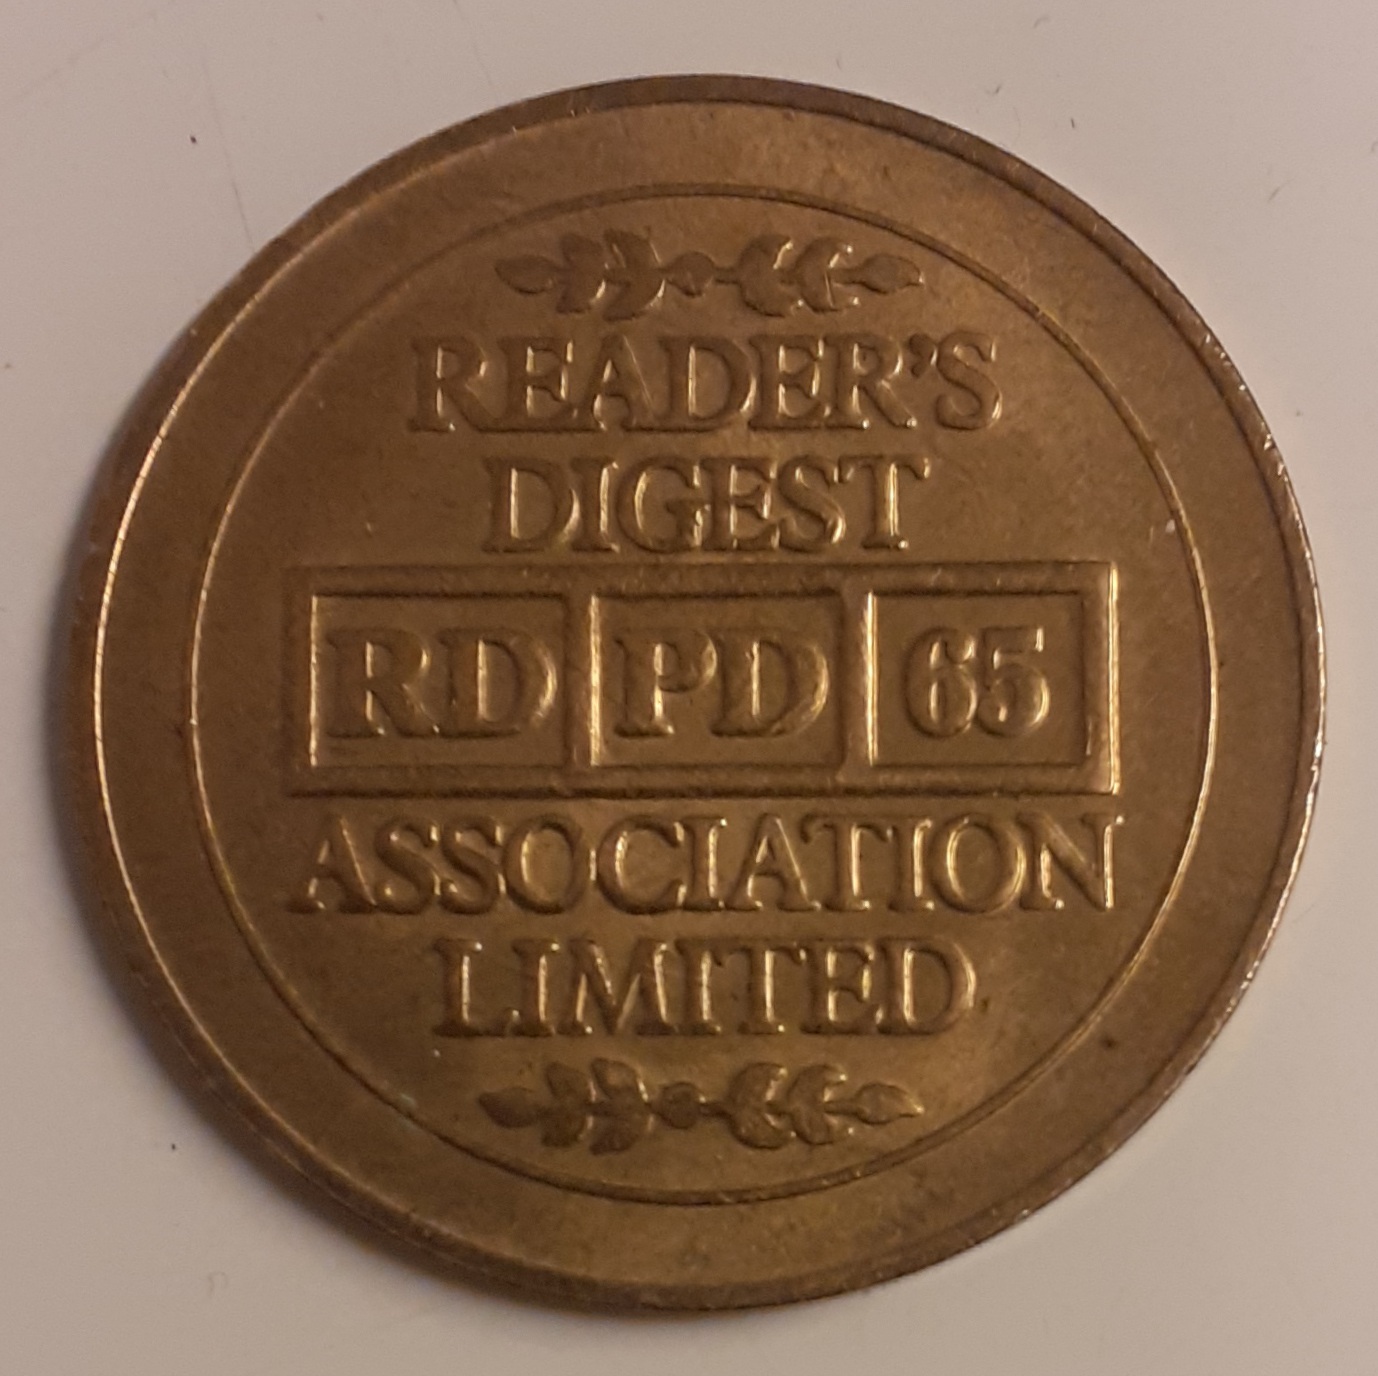 READER'S
DIGEST
RD PD 65
ASSOCIATION
LIMITED